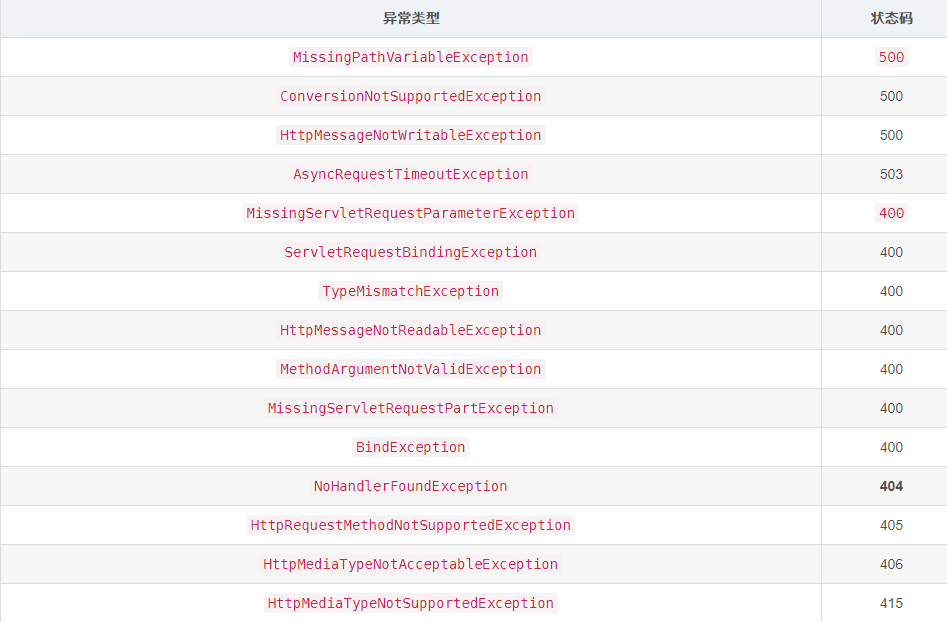 异常类型 状态码
MissingPathVariableException 500
ConversionNotSupportedException 500
HttpMessageNotWritableException 500
AsyncRequestTimeoutException 503
MissingServletRequestParameterException 400
ServletRequestBindingException 400
TypeMismatchException 400
HttpMessageNotReadableException 400
MethodArgumentNotValidException 400
MissingServletRequestPartException 400
BindException 400
NoHandlerFoundException 404
HttpRequestMethodNotSupportedException 405
HttpMediaTypeNotAcceptableException 406
HttpMediaTypeNotSupportedException 415